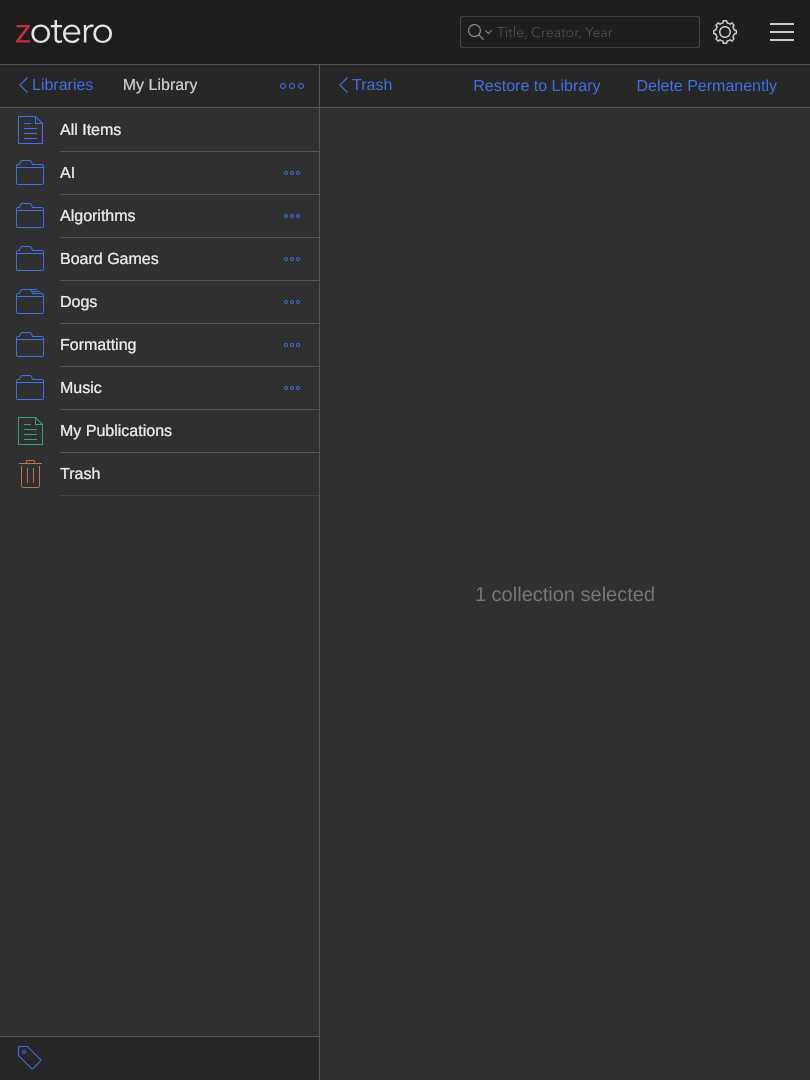 zotero
Title, Creator, Year
Libraries
My Library
Trash
Restore to Library
Delete Permanently
All Items
AI
Algorithms
Board Games
Dogs
Formatting
Music
My Publications
Trash
1 collection selected